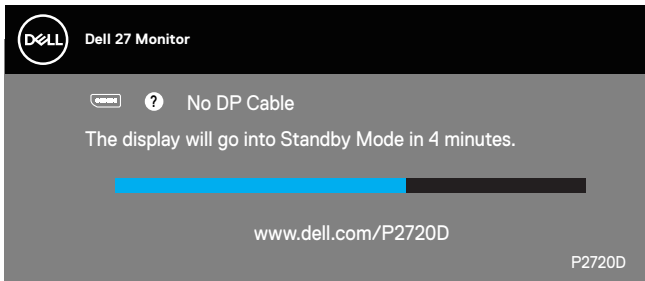 DELL
Dell 27 Monitor
? No DP Cable
The display will go into Standby Mode in 4 minutes.
www.dell.com/P2720D
P2720D